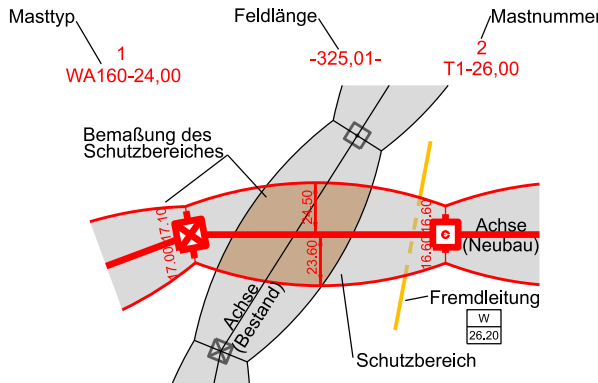 Masttyp
Feldlänge
Mastnummer
1
WA160-24,00
-325,01-
2
T1-26,00
Bemaßung des
Schutzbereiches
17.00
17.10
24.50
23.60
16.60
16.60
Achse
(Neubau)
Achse
(Bestand)
Fremdleitung
W
26.20
Schutzbereich